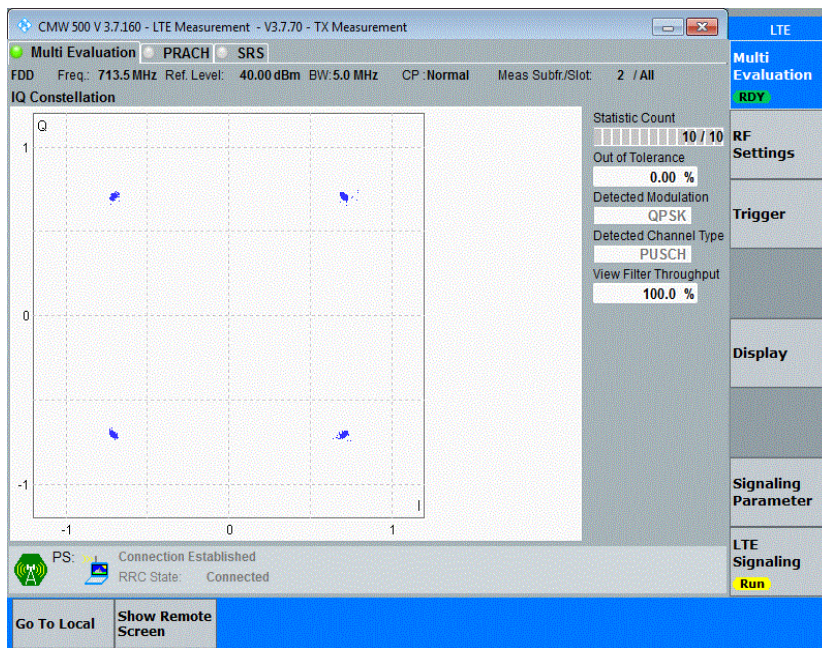 CMW 500 V 3.7.160 - LTE Measurement - V3.7.70 - TX Measurement
LTE
Multi Evaluation PRACH SRS
FDD Freq.: 713.5 MHz Ref. Level: 40.00 dBm BW: 5.0 MHz CP : Normal Meas Subfr./Slot: 2 / All
IQ Constellation
Q
1
0
-1
I
-1 0 1
Statistic Count
10 / 10
Out of Tolerance
0.00 %
Detected Modulation
QPSK
Detected Channel Type
PUSCH
View Filter Throughput
100.0 %
Multi
Evaluation
RDY
RF
Settings
Trigger
Display
Signaling
Parameter
LTE
Signaling
Run
PS: Connection Established
RRC State: Connected
Go To Local
Show Remote
Screen